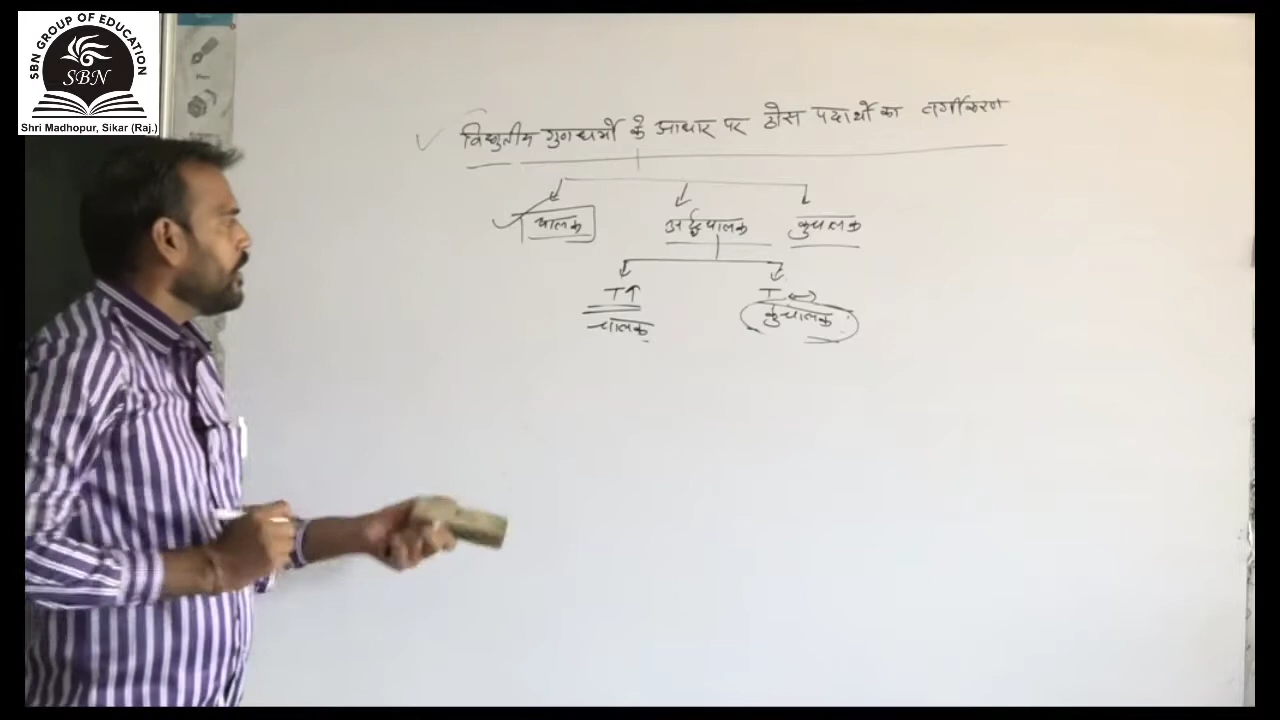 SBN GROUP OF EDUCATION
SBN
Shri Madhopur, Sikar (Raj.)
विद्युतीय गुणधर्मो के आधार पर ठोस पदार्थो का वर्गीकरण
चालक अर्द्धचालक कुचालक
T↑ T
चालक कुचालक